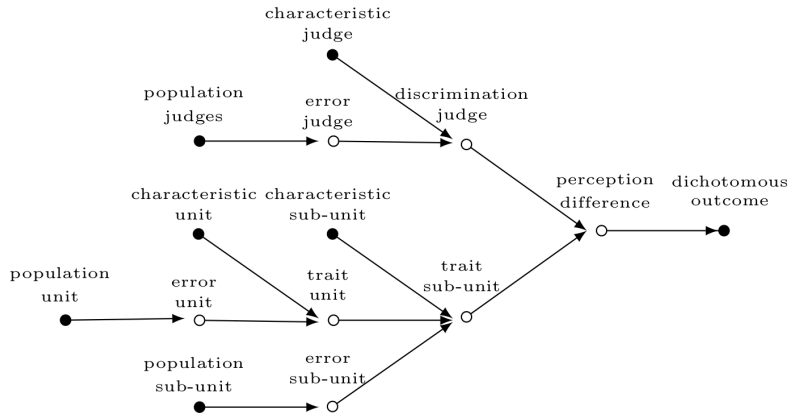 characteristic
judge
population
judges
error
judge
discrimination
judge
characteristic
unit
characteristic
sub-unit
perception
difference
dichotomous
outcome
population
unit
error
unit
trait
unit
trait
sub-unit
population
sub-unit
error
sub-unit